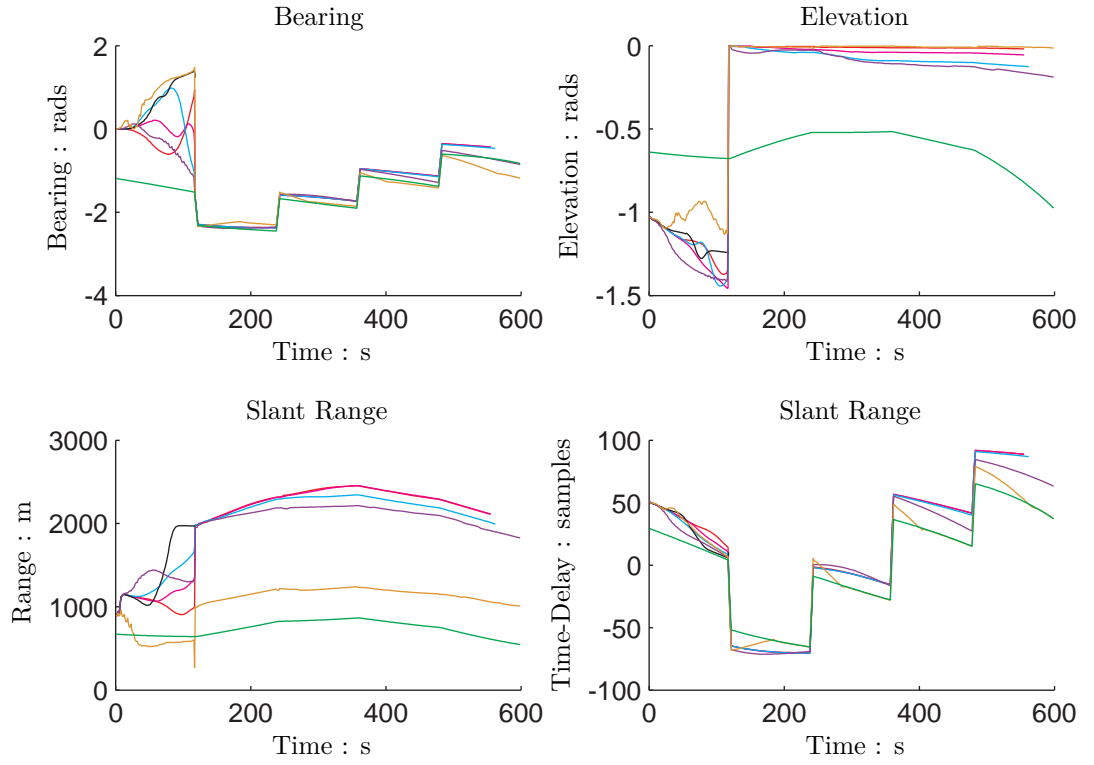 Bearing
Elevation
2
0
-2
-4
Bearing : rads
0 200 400 600
Time : s
0
-0.5
-1
-1.5
Elevation : rads
0 200 400 600
Time : s
Slant Range
Slant Range
3000
2000
1000
0
Range : m
0 200 400 600
Time : s
100
50
0
-50
-100
Time-Delay : samples
0 200 400 600
Time : s